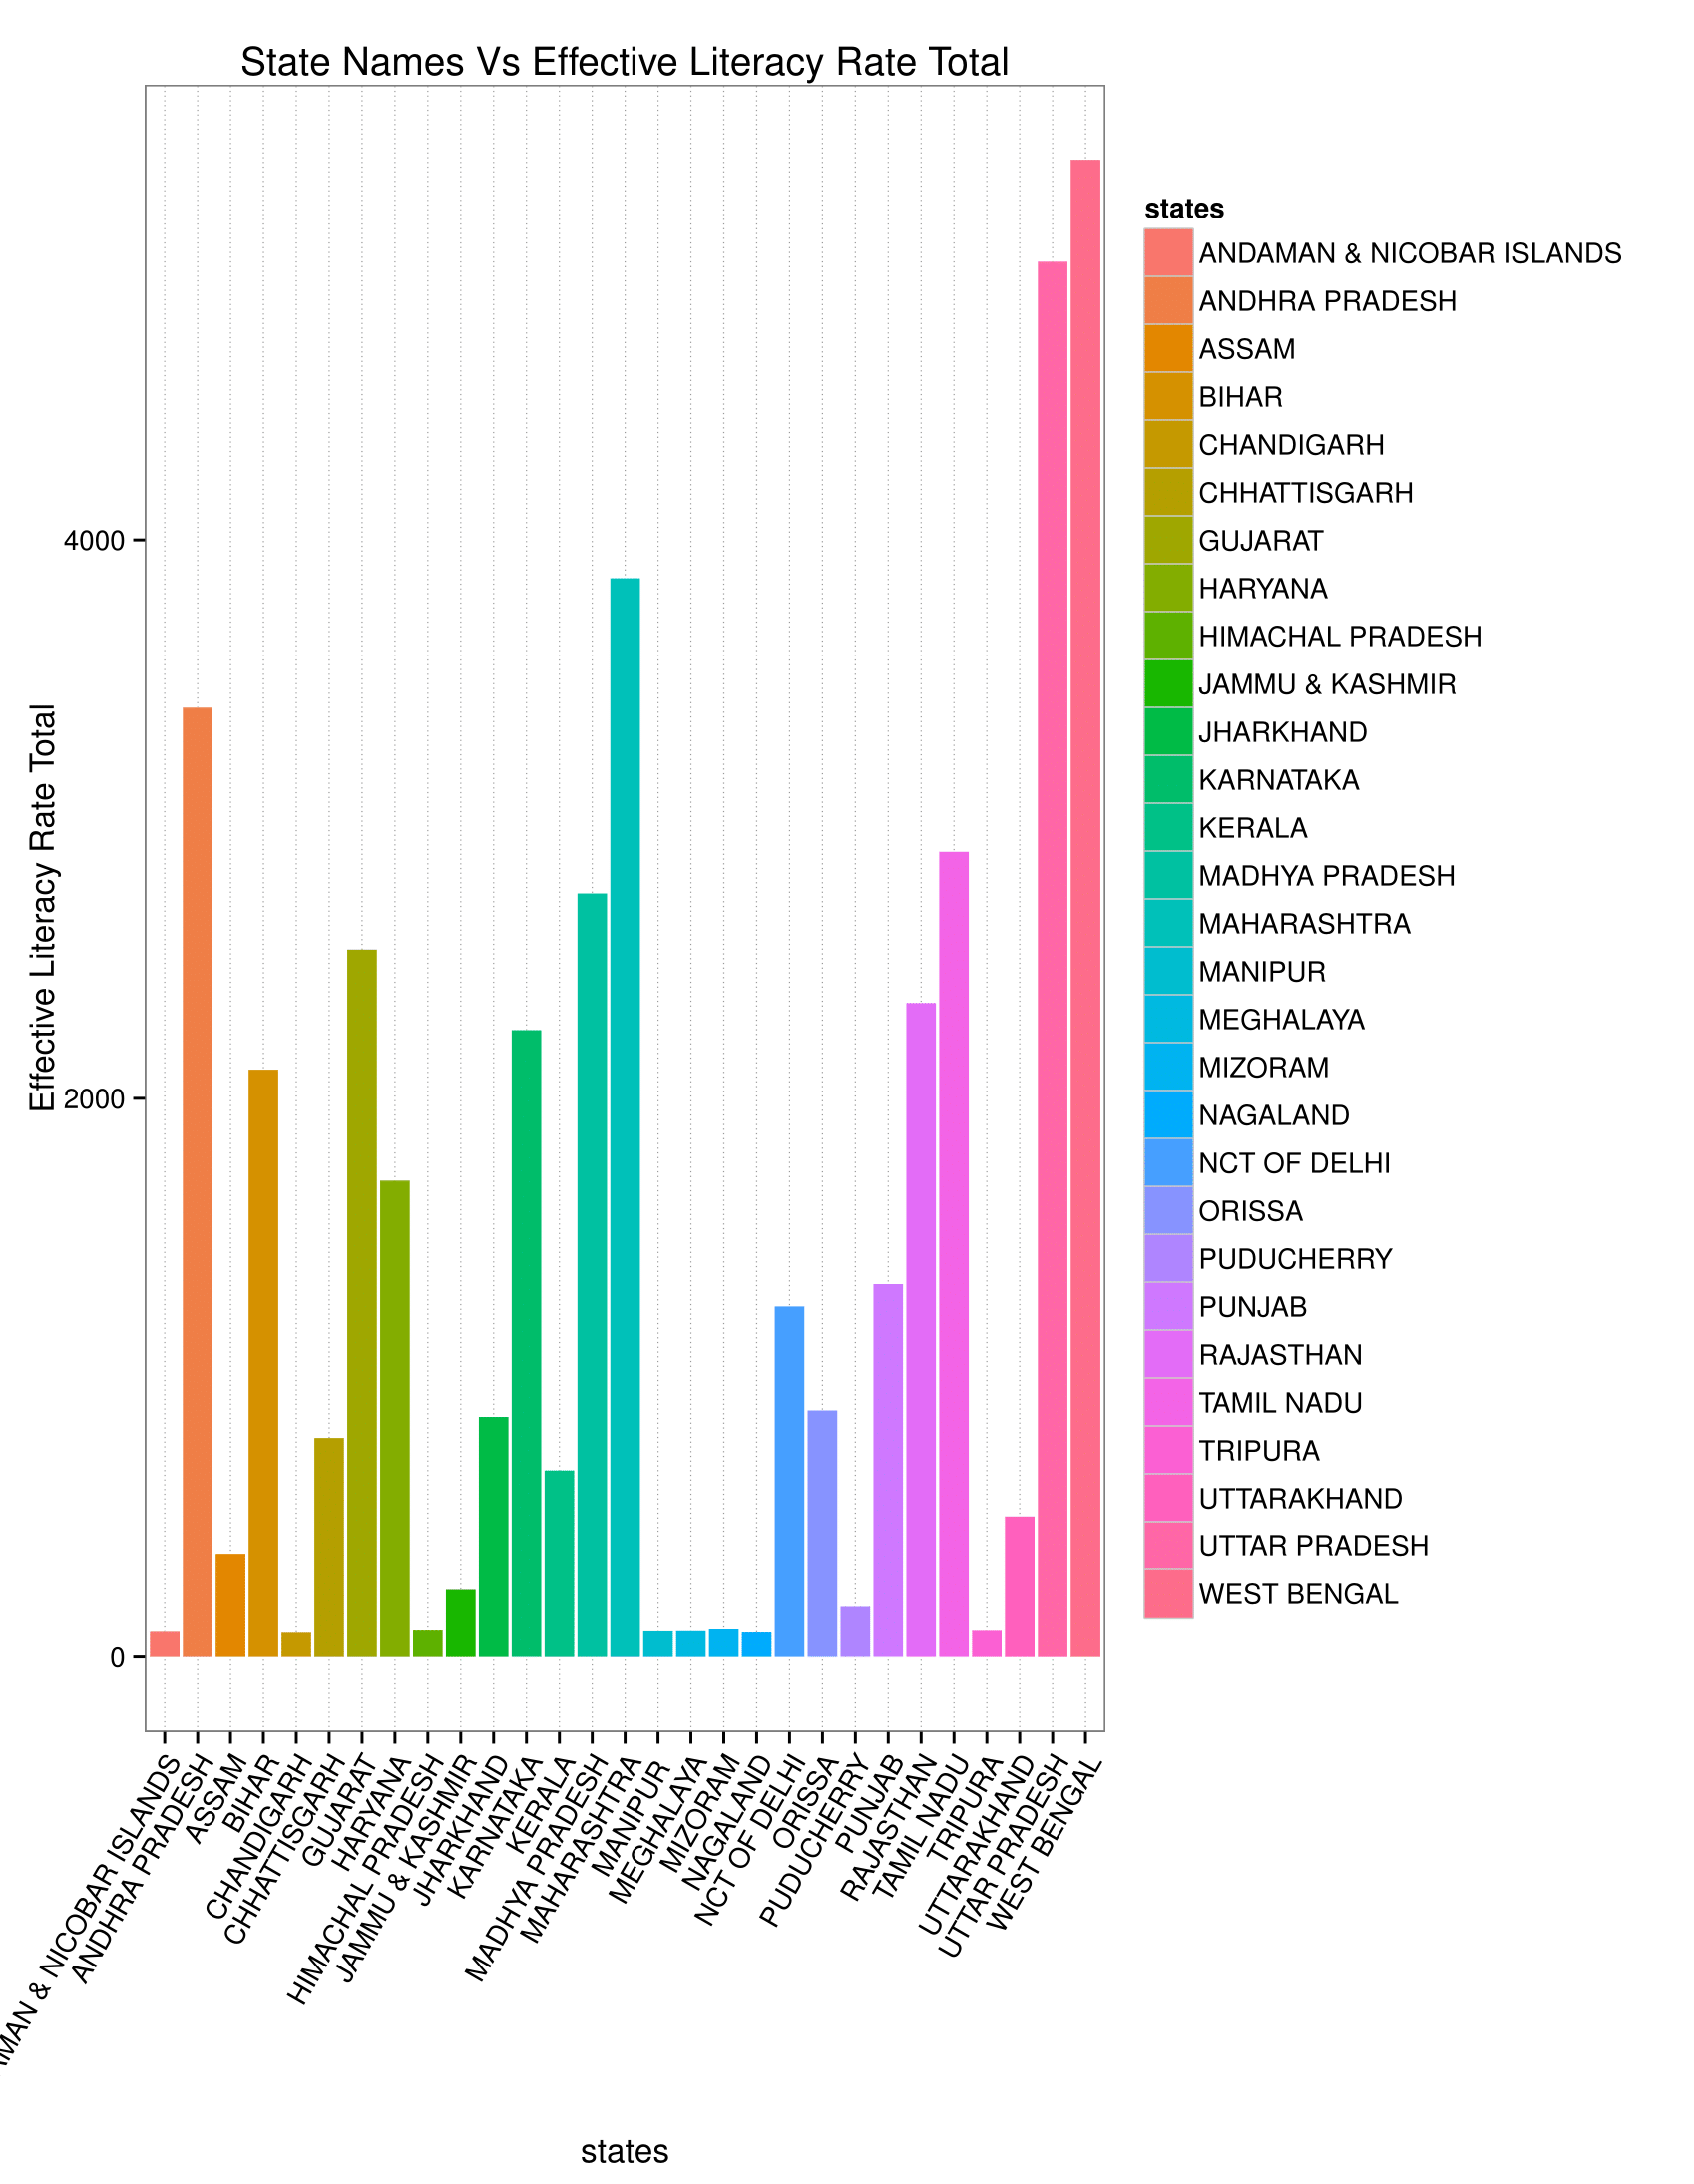 State Names Vs Effective Literacy Rate Total
Effective Literacy Rate Total
4000
2000
0
states
ANDAMAN & NICOBAR ISLANDS
ANDHRA PRADESH
ASSAM
BIHAR
CHANDIGARH
CHHATTISGARH
GUJARAT
HARYANA
HIMACHAL PRADESH
JAMMU & KASHMIR
JHARKHAND
KARNATAKA
KERALA
MADHYA PRADESH
MAHARASHTRA
MANIPUR
MEGHALAYA
MIZORAM
NAGALAND
NCT OF DELHI
ORISSA
PUDUCHERRY
PUNJAB
RAJASTHAN
TAMIL NADU
TRIPURA
UTTARAKHAND
UTTAR PRADESH
WEST BENGAL
MAN & NICOBAR ISLANDS
ANDHRA PRADESH
ASSAM
BIHAR
CHANDIGARH
CHHATTISGARH
GUJARAT
HARYANA
HIMACHAL PRADESH
JAMMU & KASHMIR
JHARKHAND
KARNATAKA
KERALA
MADHYA PRADESH
MAHARASHTRA
MANIPUR
MEGHALAYA
MIZORAM
NAGALAND
NCT OF DELHI
ORISSA
PUDUCHERRY
PUNJAB
RAJASTHAN
TAMIL NADU
TRIPURA
UTTARAKHAND
UTTAR PRADESH
WEST BENGAL
states